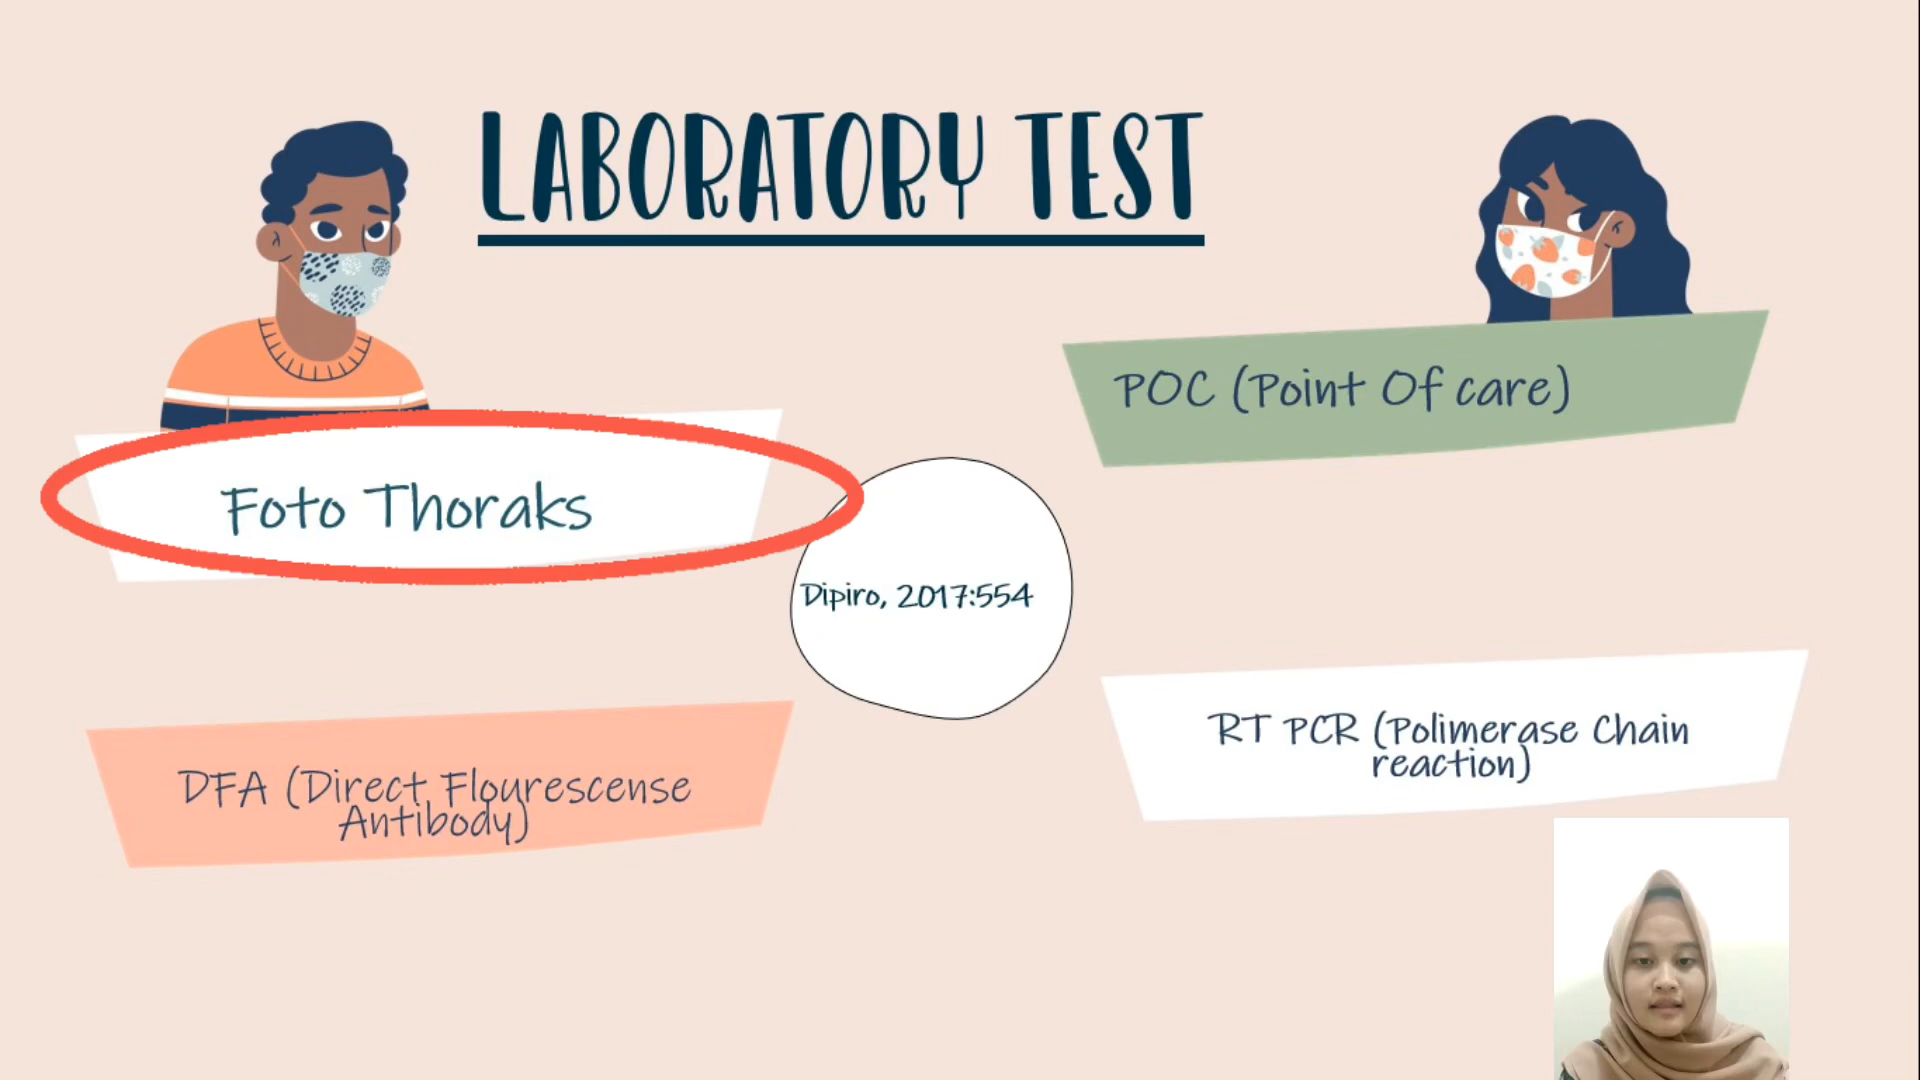 LABORATORY TEST
POC (Point Of care)
Foto Thoraks
Dipiro, 2017:554
RT PCR (Polimerase Chain
reaction)
DFA (Direct Flourescense
Antibody)